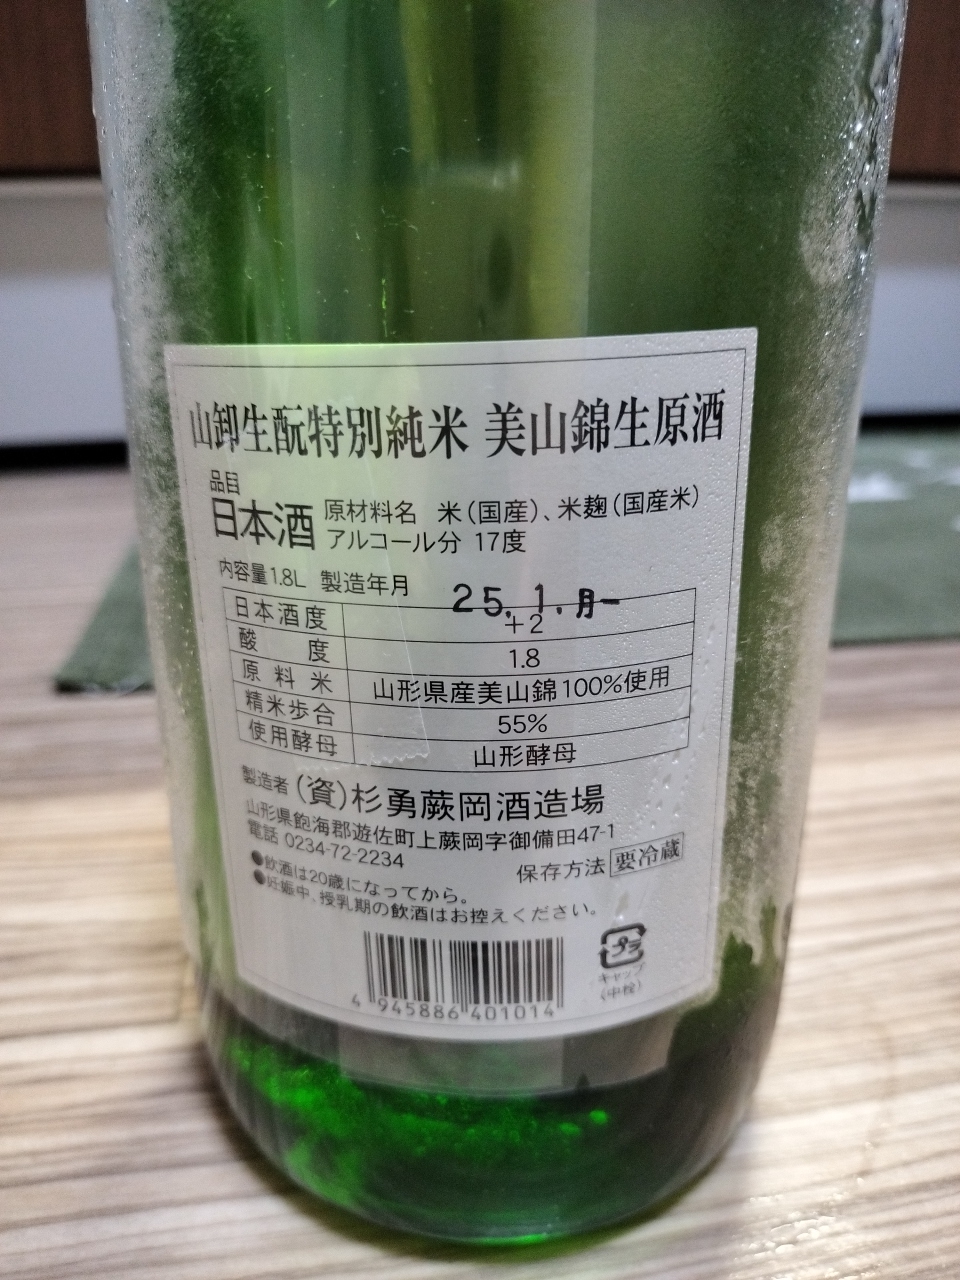 山卸生酛特別純米 美山錦生原酒
品目
日本酒 原材料名 米(国産)、米麹(国産米)
アルコール分 17度
内容量1.8L 製造年月 25.1.月一
日本酒度 +2
酸度 1.8
原料米 山形県産美山錦100%使用
精米歩合 55%
使用酵母 山形酵母
製造者 (資)杉勇蕨岡酒造場
山形県飽海郡遊佐町上蕨岡字御備田47-1
電話 0234-72-2234
保存方法 要冷蔵
●飲酒は20歳になってから。
●妊娠中、授乳期の飲酒はお控えください。
プラ
キャップ
(中栓)
4 945886 401014